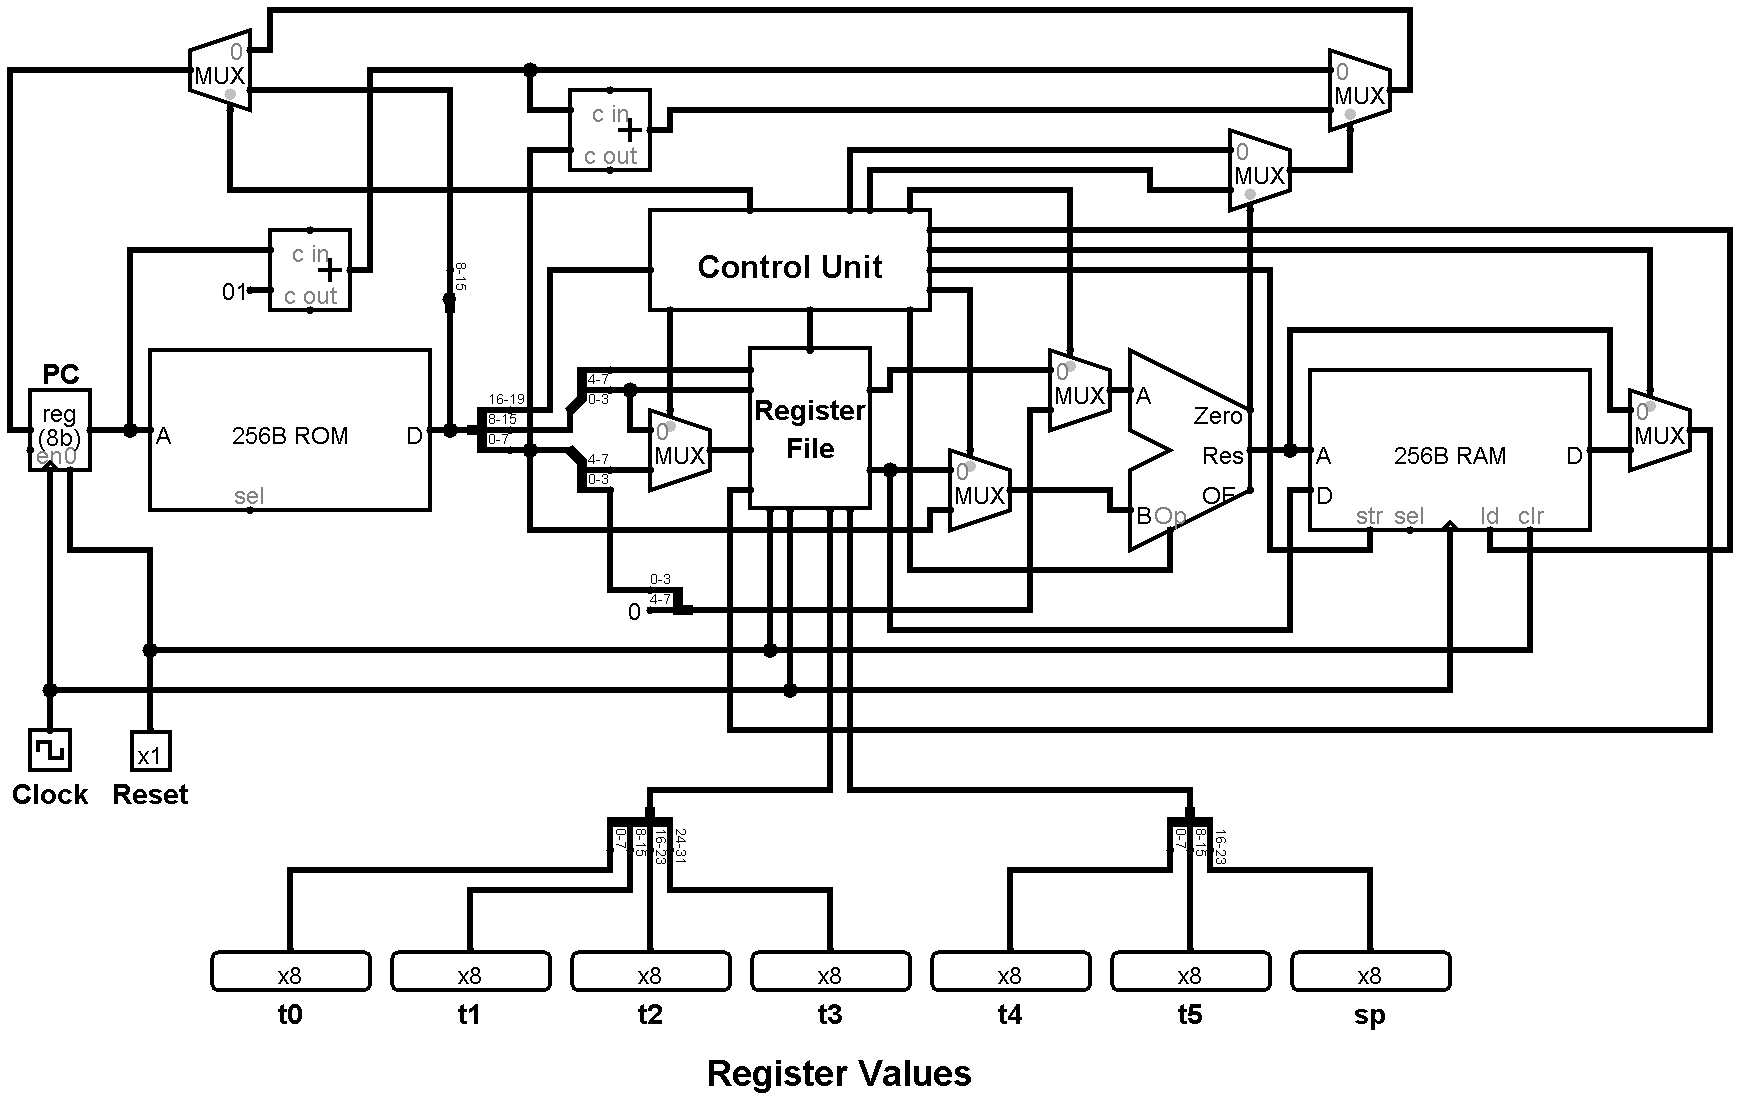 0
MUX
0
MUX
c in
+
c out
0
MUX
c in
+
c out
01
8-15
Control Unit
PC
reg
(8b)
en0
A
256B ROM
D
sel
16-19
8-15
0-7
4-7
0-3
4-7
0-3
0
MUX
Register
File
0
MUX
0
MUX
A
B
Op
Zero
Res
OF
A
D
256B RAM
D
str
sel
ld
clr
0
MUX
0-3
4-7
0
Clock
x1
Reset
0-7
8-15
16-23
24-31
0-7
8-15
16-23
x8
x8
x8
x8
x8
x8
x8
t0
t1
t2
t3
t4
t5
sp
Register Values